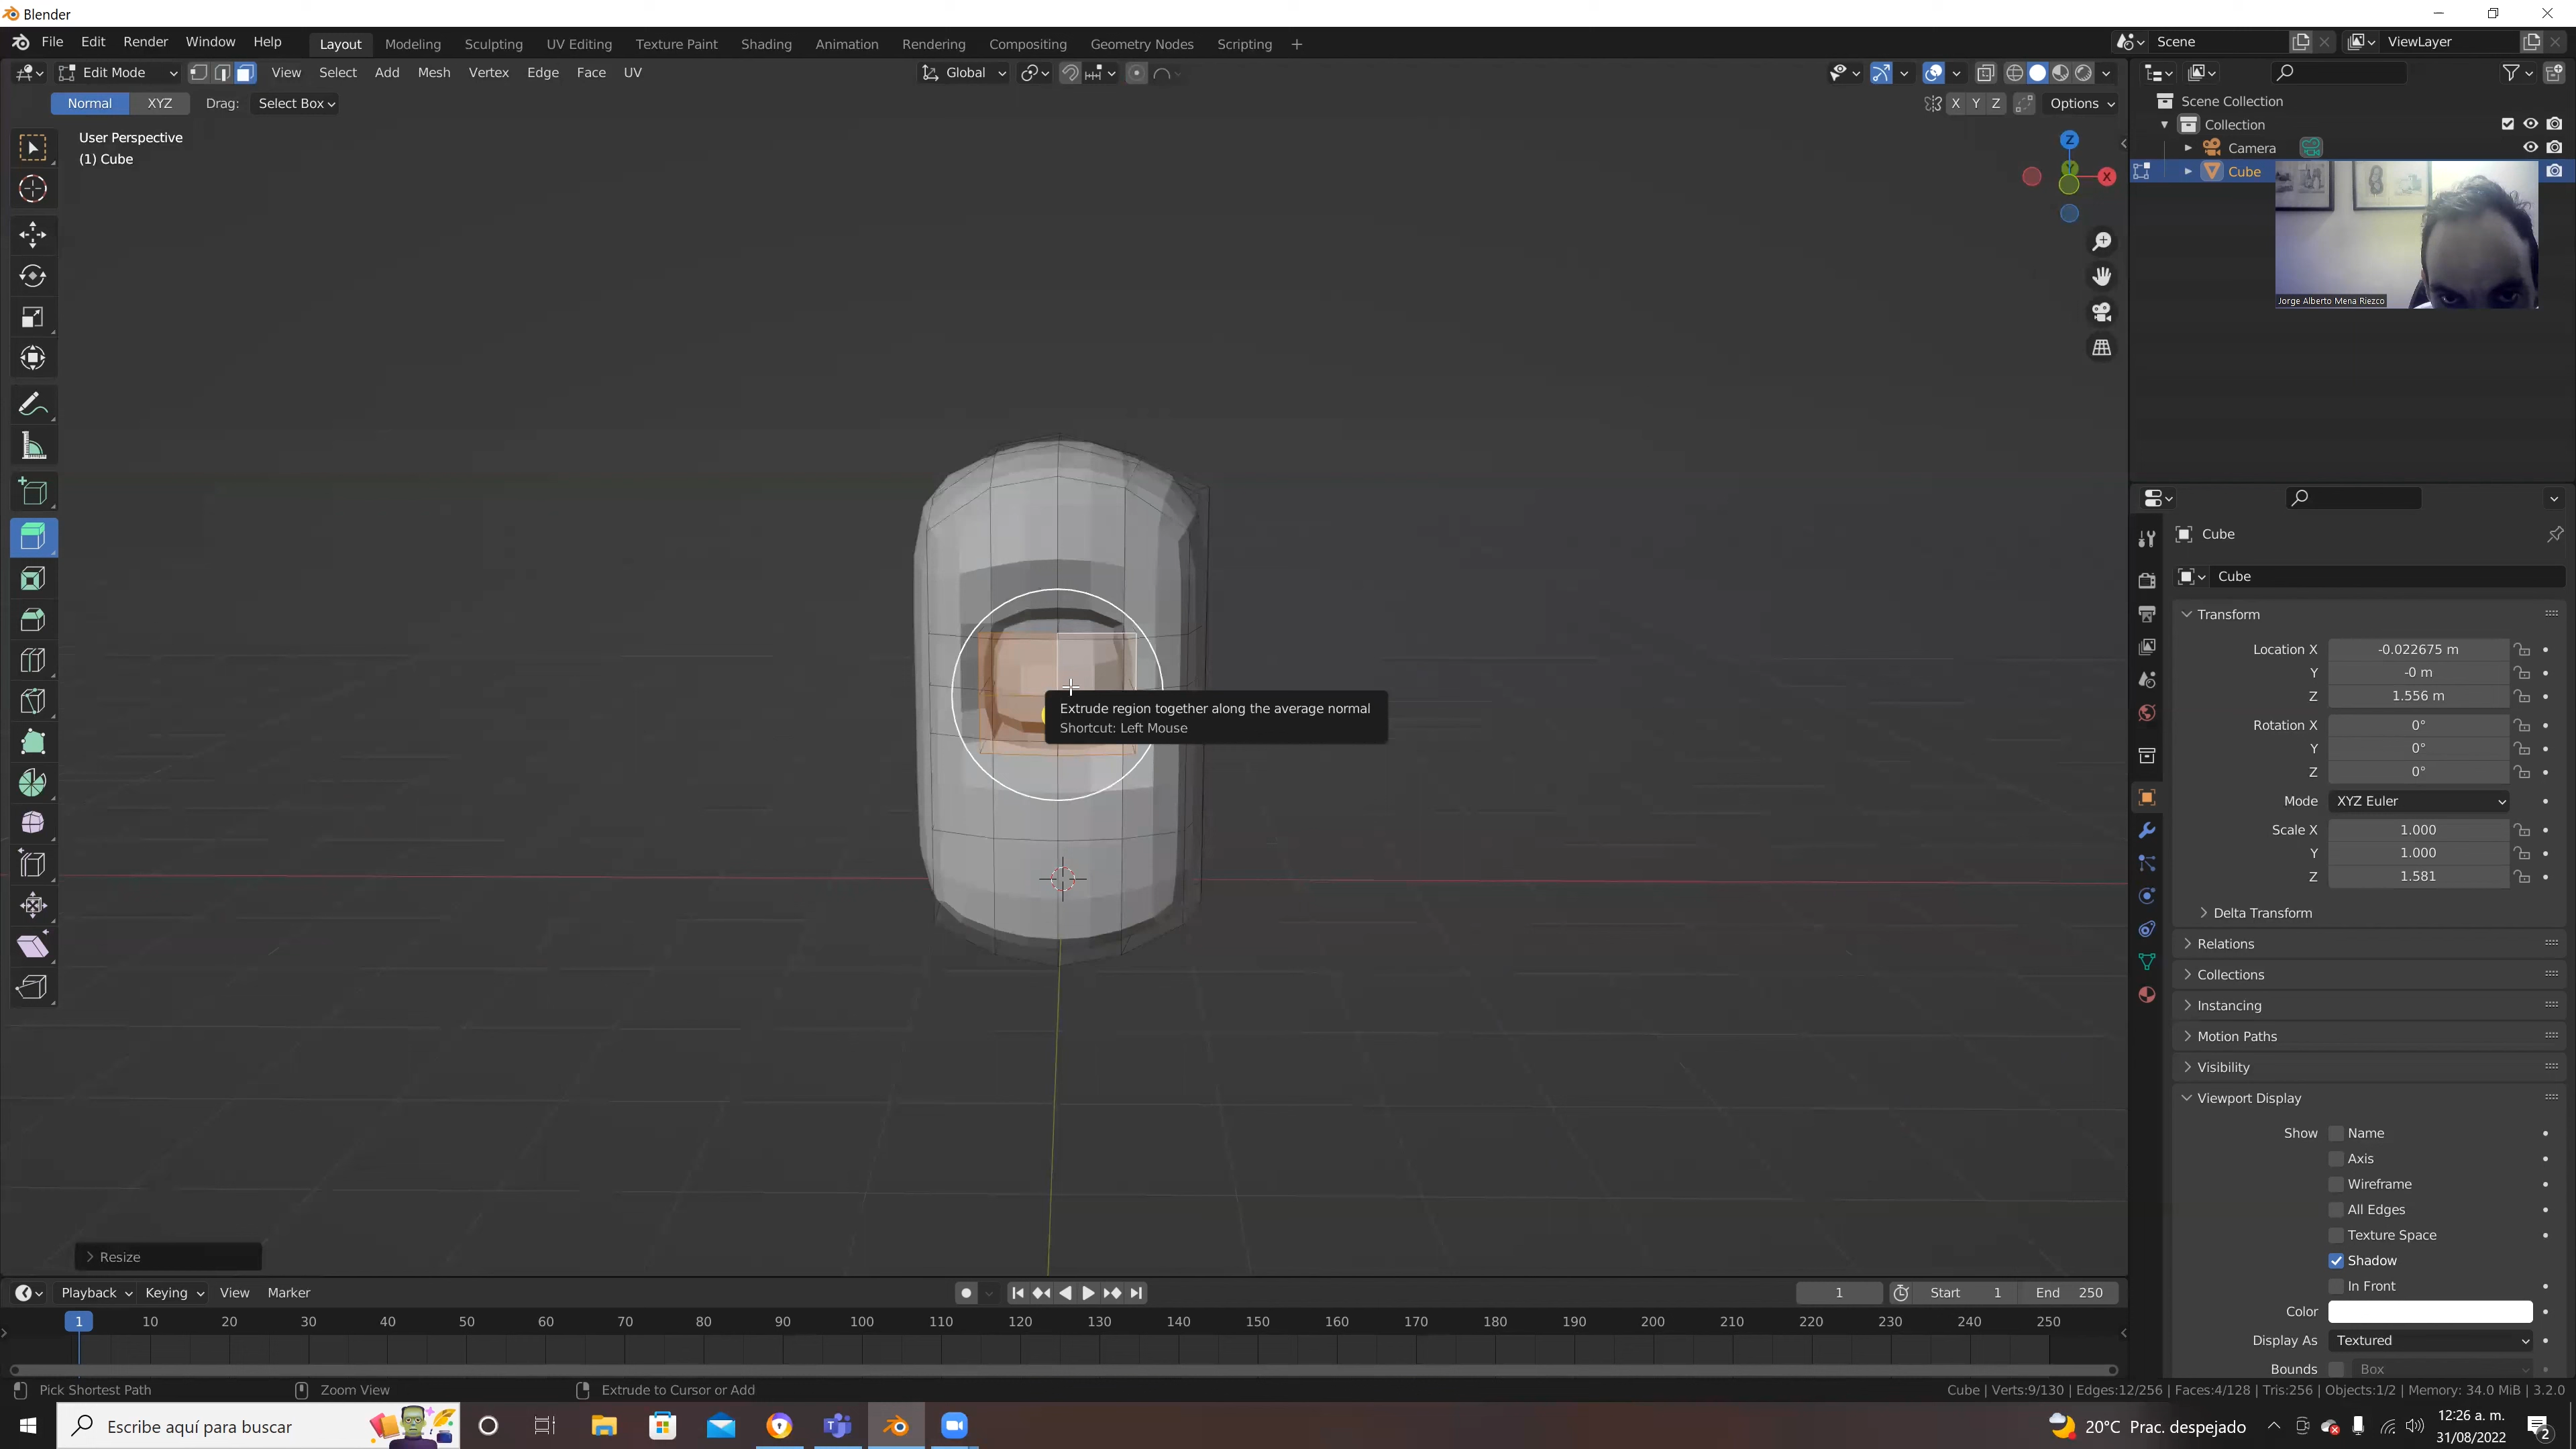 Blender
File Edit Render Window Help Layout Modeling Sculpting UV Editing Texture Paint Shading Animation Rendering Compositing Geometry Nodes Scripting + Scene ViewLayer
Edit Mode View Select Add Mesh Vertex Edge Face UV Global
Normal XYZ Drag: Select Box X Y Z Options
User Perspective
(1) Cube
Z
Y
X
Extrude region together along the average normal
Shortcut: Left Mouse
Resize
Scene Collection
Collection
Camera
Cube
Jorge Alberto Mena Riezco
Cube
Cube
Transform
Location X -0.022675 m
Y -0 m
Z 1.556 m
Rotation X 0°
Y 0°
Z 0°
Mode XYZ Euler
Scale X 1.000
Y 1.000
Z 1.581
Delta Transform
Relations
Collections
Instancing
Motion Paths
Visibility
Viewport Display
Show Name
Axis
Wireframe
All Edges
Texture Space
Shadow
In Front
Color
Display As Textured
Bounds Box
Playback Keying View Marker 1 Start 1 End 250
1 10 20 30 40 50 60 70 80 90 100 110 120 130 140 150 160 170 180 190 200 210 220 230 240 250
Pick Shortest Path Zoom View Extrude to Cursor or Add Cube | Verts:9/130 | Edges:12/256 | Faces:4/128 | Tris:256 | Objects:1/2 | Memory: 34.0 MiB | 3.2.0
Escribe aquí para buscar 20°C Prac. despejado 12:26 a. m.
31/08/2022
2